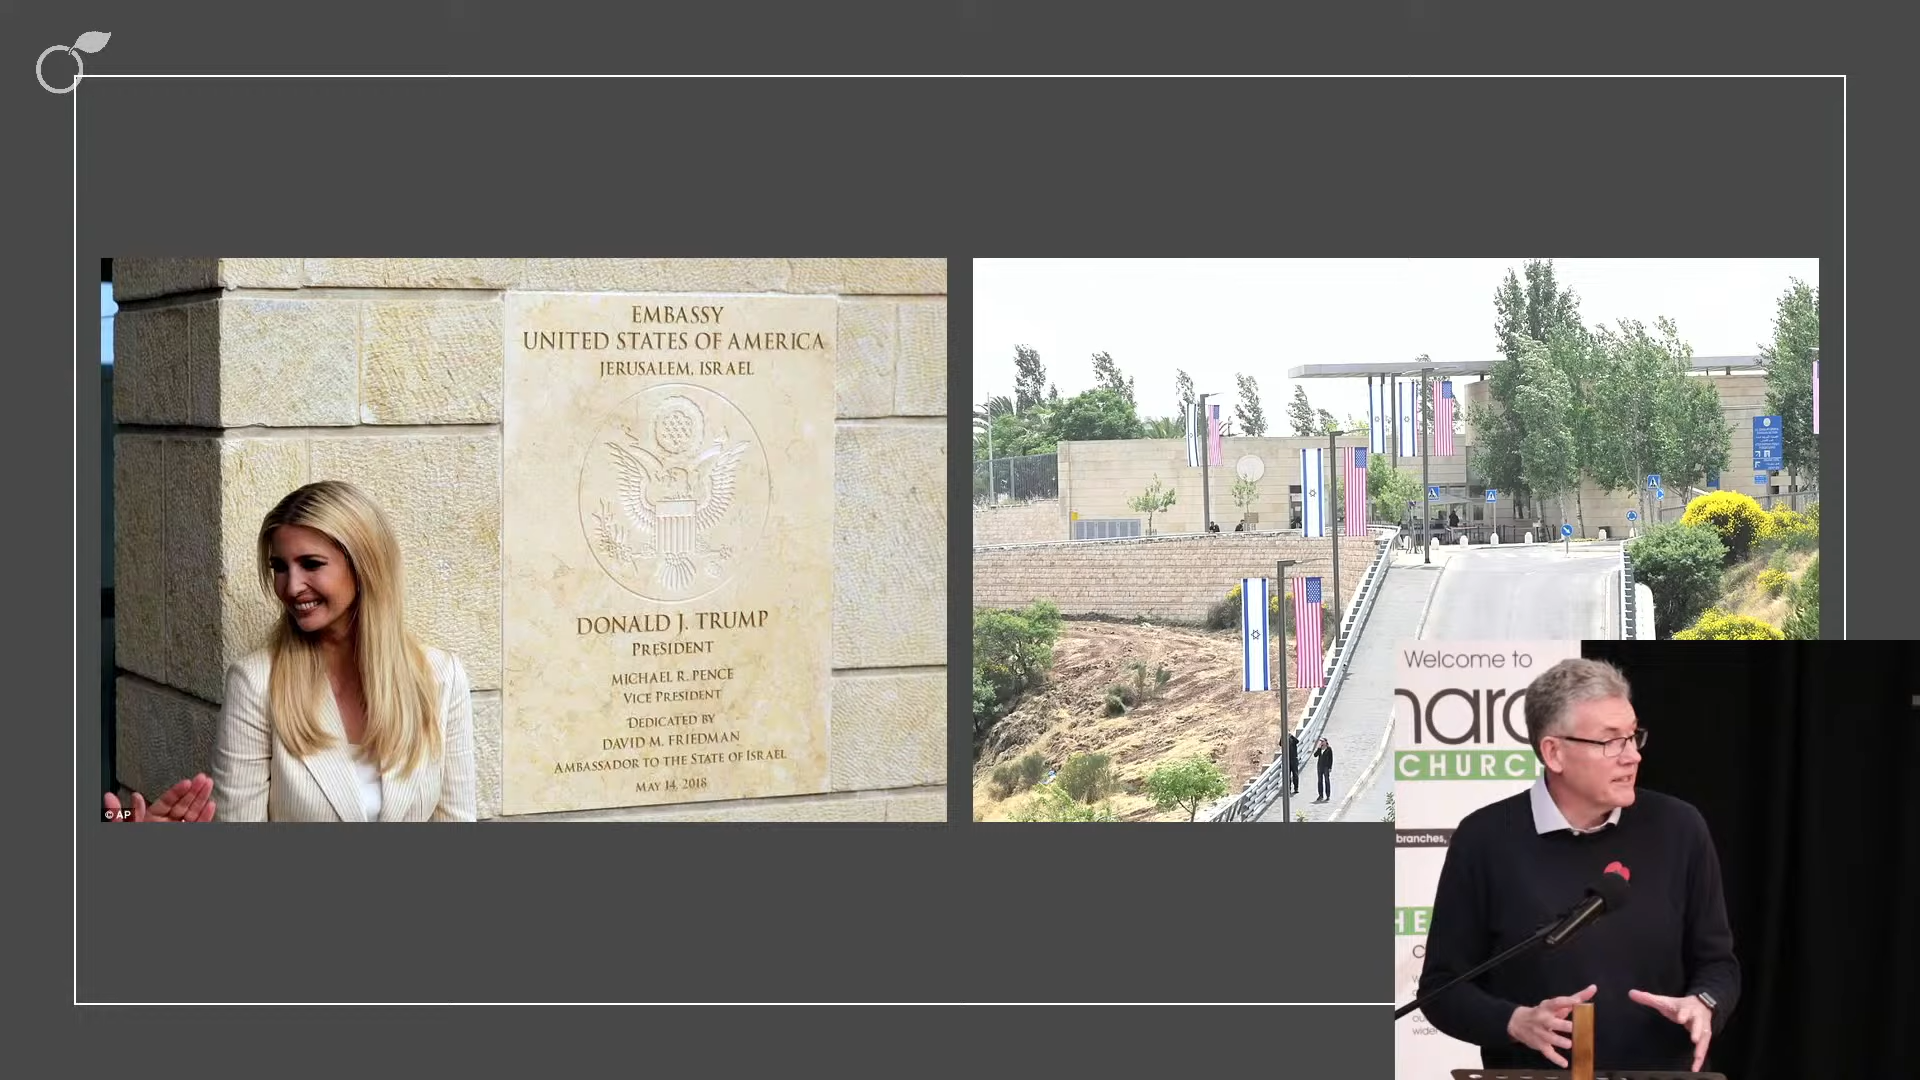 EMBASSY
UNITED STATES OF AMERICA
JERUSALEM, ISRAEL
DONALD J. TRUMP
PRESIDENT
MICHAEL R. PENCE
VICE PRESIDENT
DEDICATED BY
DAVID M. FRIEDMAN
AMBASSADOR TO THE STATE OF ISRAEL
MAY 14, 2018
© AP
Welcome to
CHURCH
branches,